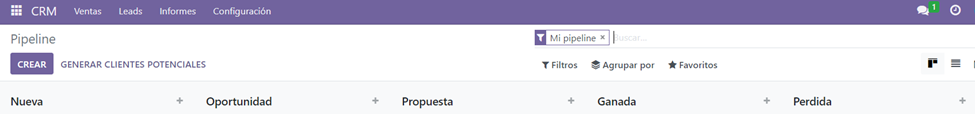 CRM Ventas Leads Informes Configuración 1
Pipeline Mi pipeline × Buscar...
CREAR GENERAR CLIENTES POTENCIALES Filtros Agrupar por Favoritos
Nueva + Oportunidad + Propuesta + Ganada + Perdida +